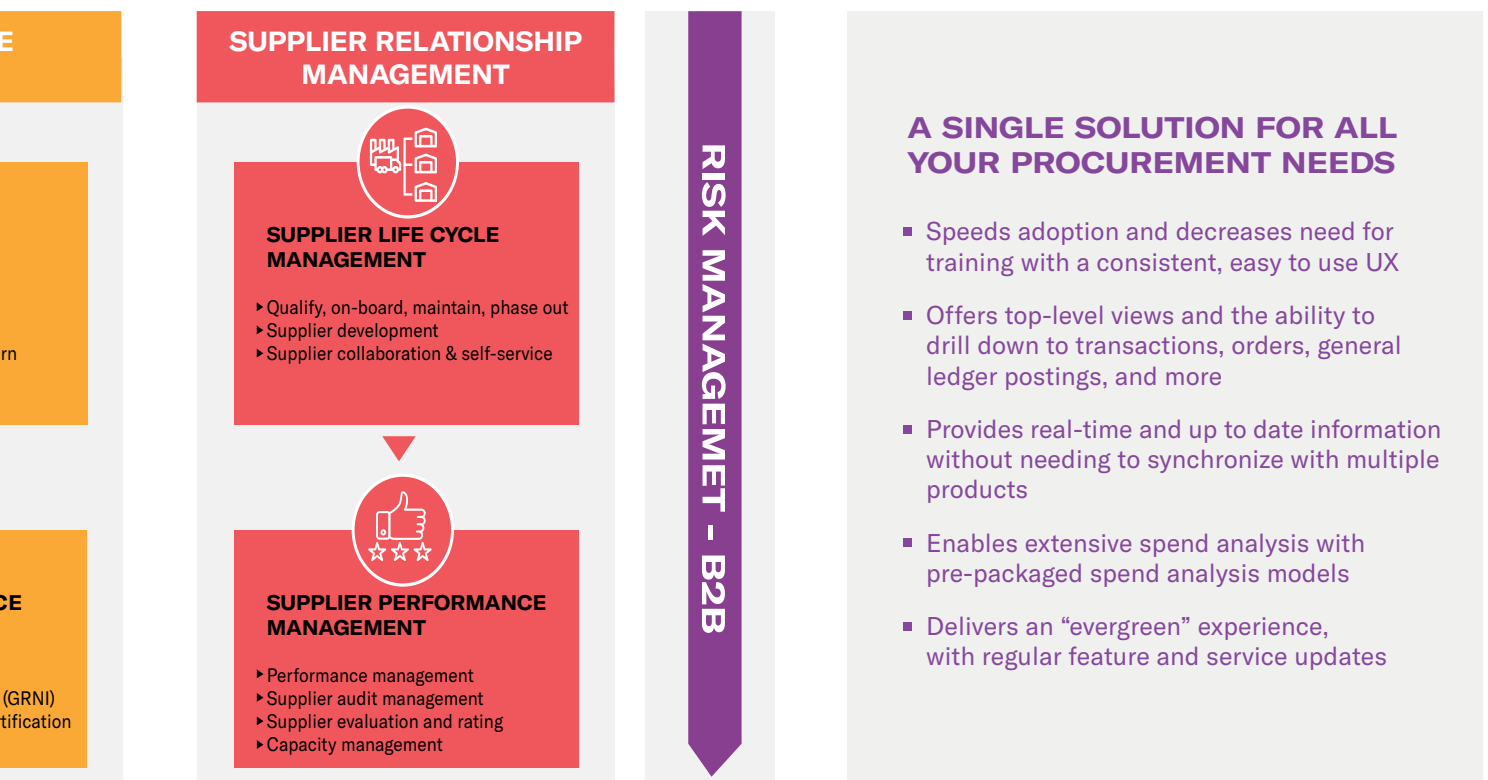 E
rn
CE
(GRNI)
tification
SUPPLIER RELATIONSHIP
MANAGEMENT
SUPPLIER LIFE CYCLE
MANAGEMENT
‣ Qualify, on-board, maintain, phase out
‣ Supplier development
‣ Supplier collaboration & self-service
SUPPLIER PERFORMANCE
MANAGEMENT
‣ Performance management
‣ Supplier audit management
‣ Supplier evaluation and rating
‣ Capacity management
RISK MANAGEMET - B2B
A SINGLE SOLUTION FOR ALL
YOUR PROCUREMENT NEEDS
▪ Speeds adoption and decreases need for
training with a consistent, easy to use UX
▪ Offers top-level views and the ability to
drill down to transactions, orders, general
ledger postings, and more
▪ Provides real-time and up to date information
without needing to synchronize with multiple
products
▪ Enables extensive spend analysis with
pre-packaged spend analysis models
▪ Delivers an “evergreen” experience,
with regular feature and service updates